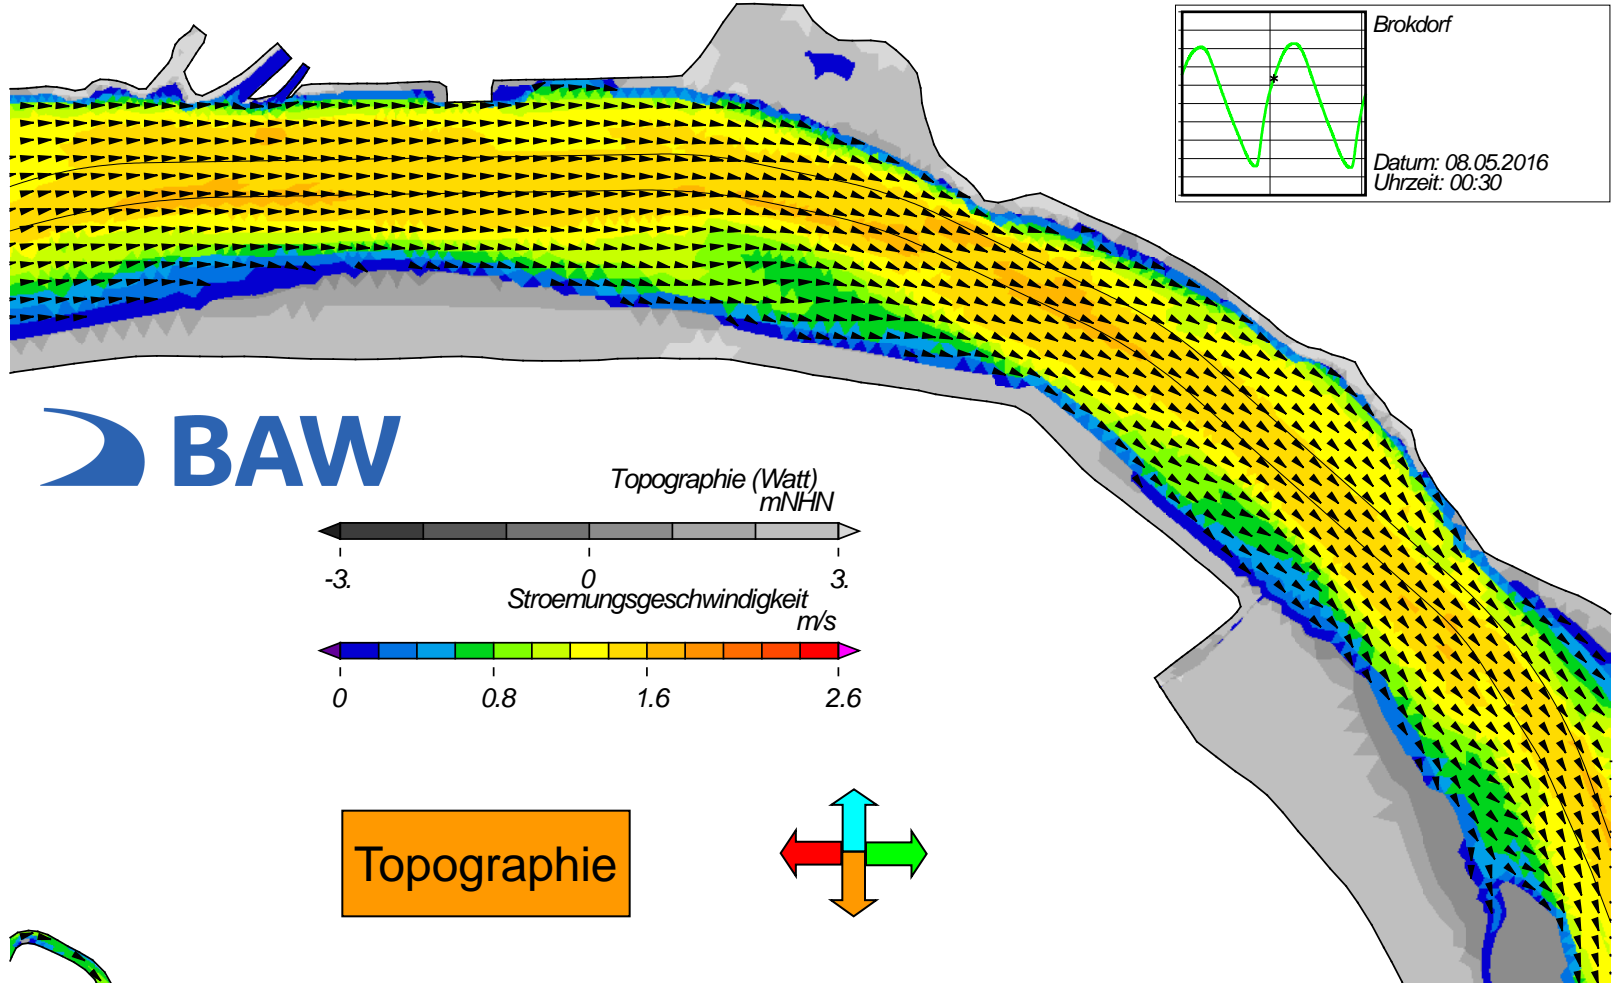 Brokdorf
Datum: 08.05.2016
Uhrzeit: 00:30
BAW
Topographie (Watt)
mNHN
-3. 0 3.
Stroemungsgeschwindigkeit
m/s
0 0.8 1.6 2.6
Topographie